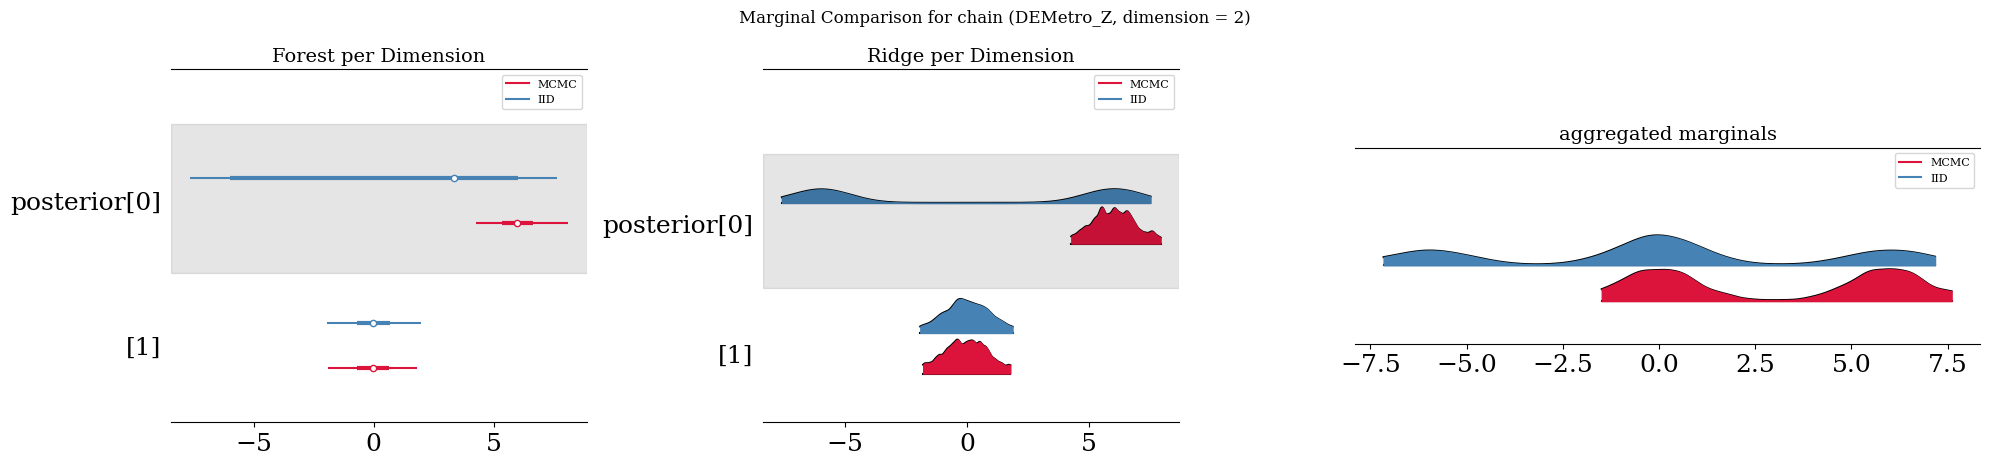 Marginal Comparison for chain (DEMetro_Z, dimension = 2)
Forest per Dimension
MCMC
IID
posterior[0]
[1]
−5 0 5
Ridge per Dimension
MCMC
IID
posterior[0]
[1]
−5 0 5
aggregated marginals
MCMC
IID
−7.5 −5.0 −2.5 0.0 2.5 5.0 7.5